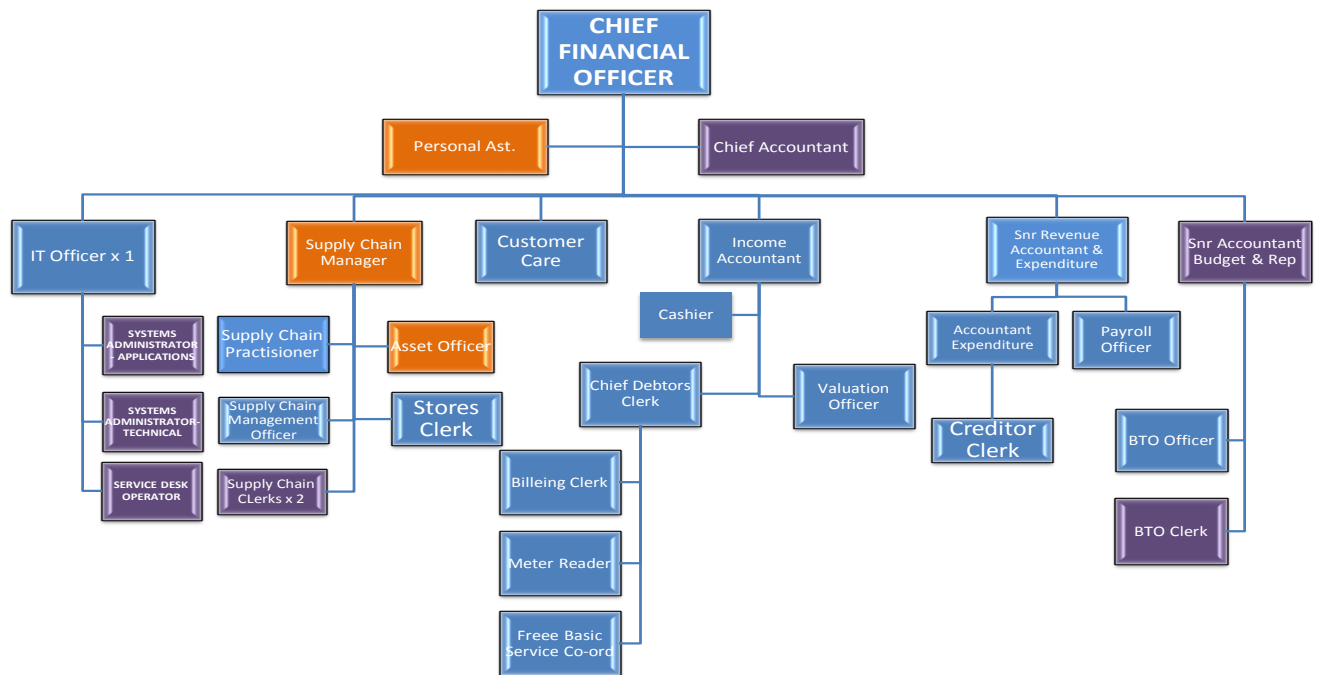 CHIEF
FINANCIAL
OFFICER
Personal Ast.
Chief Accountant
IT Officer x 1
Supply Chain
Manager
Customer
Care
Income
Accountant
Snr Revenue
Accountant &
Expenditure
Snr Accountant
Budget & Rep
Cashier
SYSTEMS
ADMINISTRATOR
- APPLICATIONS
Supply Chain
Practisioner
Asset Officer
Accountant
Expenditure
Payroll
Officer
Chief Debtors
Clerk
Valuation
Officer
SYSTEMS
ADMINISTRATOR-
TECHNICAL
Supply Chain
Management
Officer
Stores
Clerk
Creditor
Clerk
BTO Officer
SERVICE DESK
OPERATOR
Supply Chain
CLerks x 2
Billeing Clerk
BTO Clerk
Meter Reader
Freee Basic
Service Co-ord